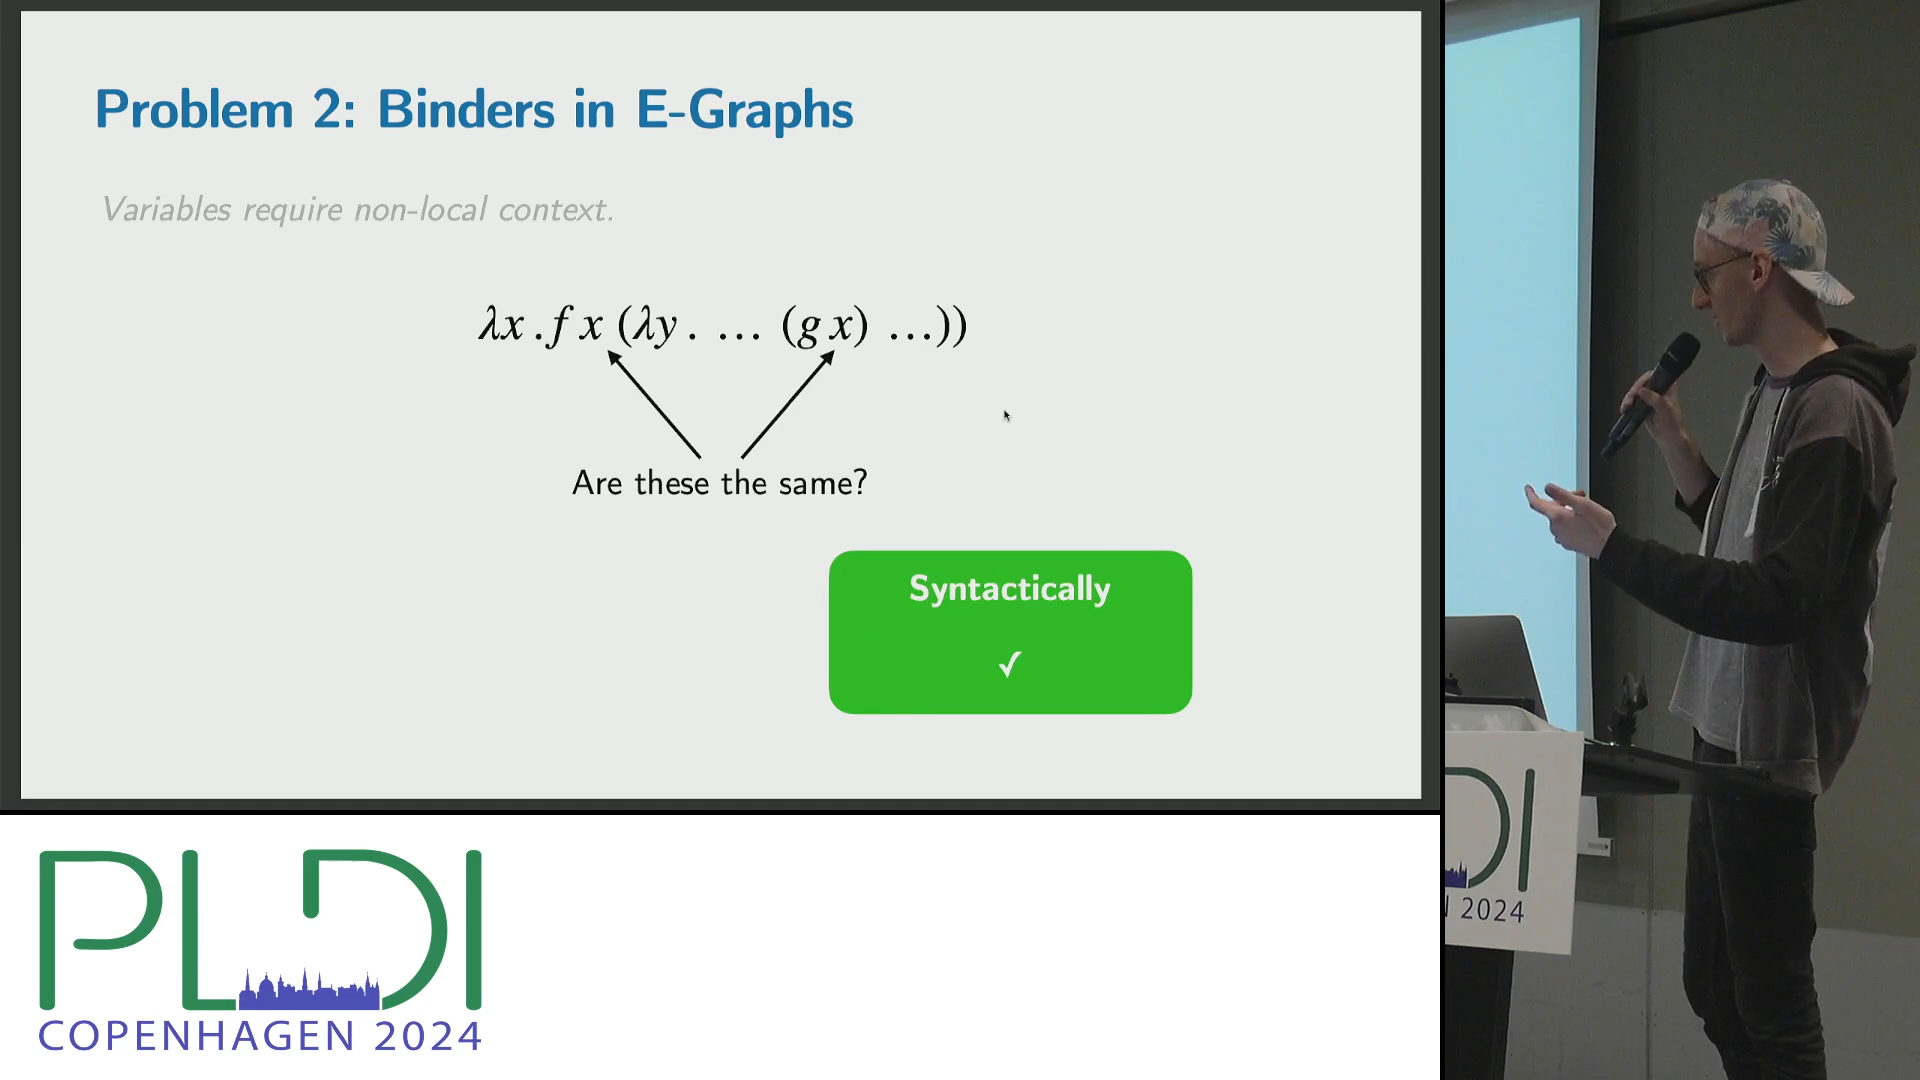 Problem 2: Binders in E-Graphs
Variables require non-local context.
λx . f x (λy . … (g x) …))
Are these the same?
Syntactically
✓
PLDI
COPENHAGEN 2024
DI
N 2024